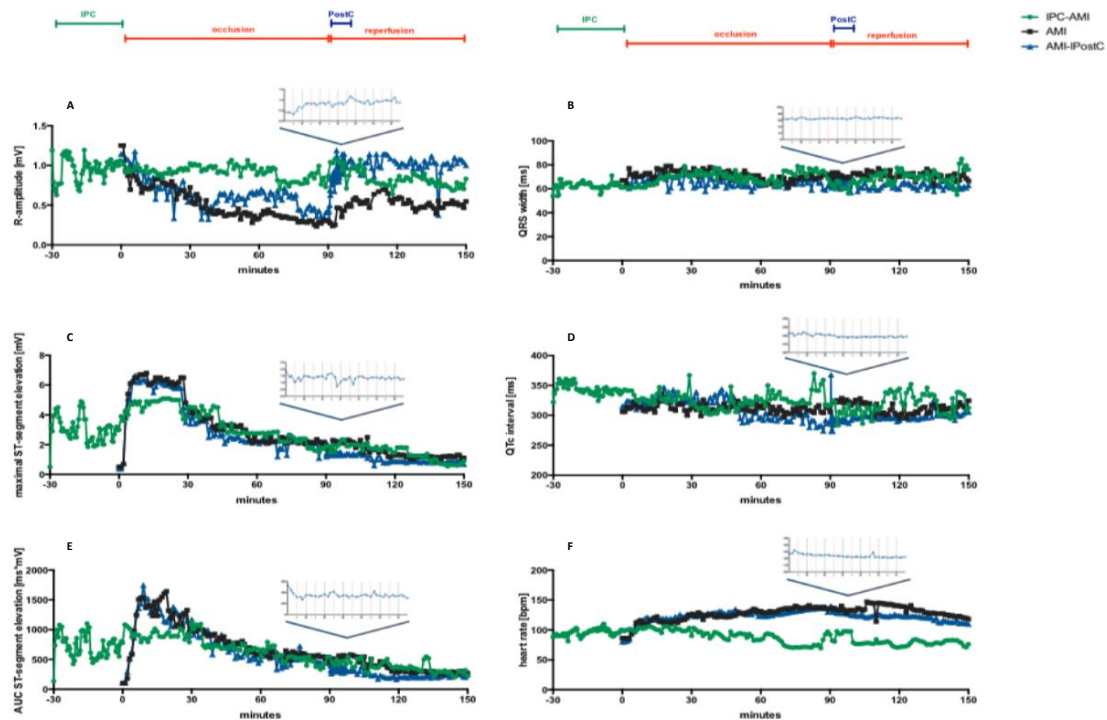 IPC
PostC
occlusion
reperfusion
IPC
PostC
occlusion
reperfusion
IPC-AMI
AMI
AMI-IPostC
A
R-amplitude [mV]
1.5
1.0
0.5
0.0
-30 0 30 60 90 120 150
minutes
B
QRS width [ms]
100
80
60
40
20
0
-30 0 30 60 90 120 150
minutes
C
maximal ST-segment elevation [mV]
8
6
4
2
0
-30 0 30 60 90 120 150
minutes
D
QTc interval [ms]
400
350
300
250
200
-30 0 30 60 90 120 150
minutes
E
AUC ST-segment elevation [ms*mV]
2000
1500
1000
500
0
-30 0 30 60 90 120 150
minutes
F
heart rate [bpm]
200
150
100
50
0
-30 0 30 60 90 120 150
minutes